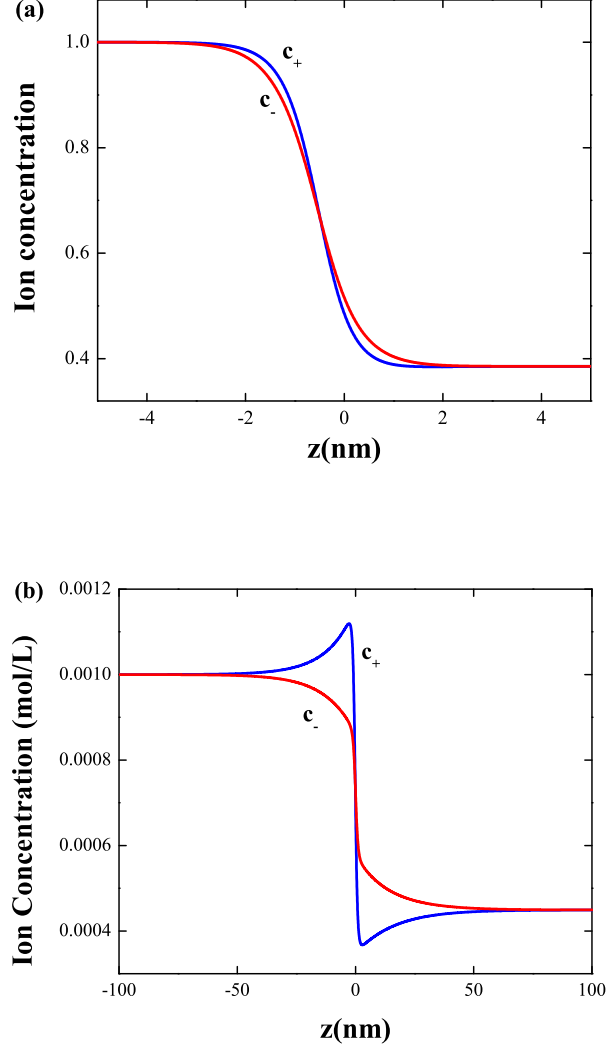 (a)
1.0
0.8
0.6
0.4
Ion concentration
c+
c-
-4
-2
0
2
4
z(nm)
(b)
0.0012
0.0010
0.0008
0.0006
0.0004
Ion Concentration (mol/L)
c+
c-
-100
-50
0
50
100
z(nm)